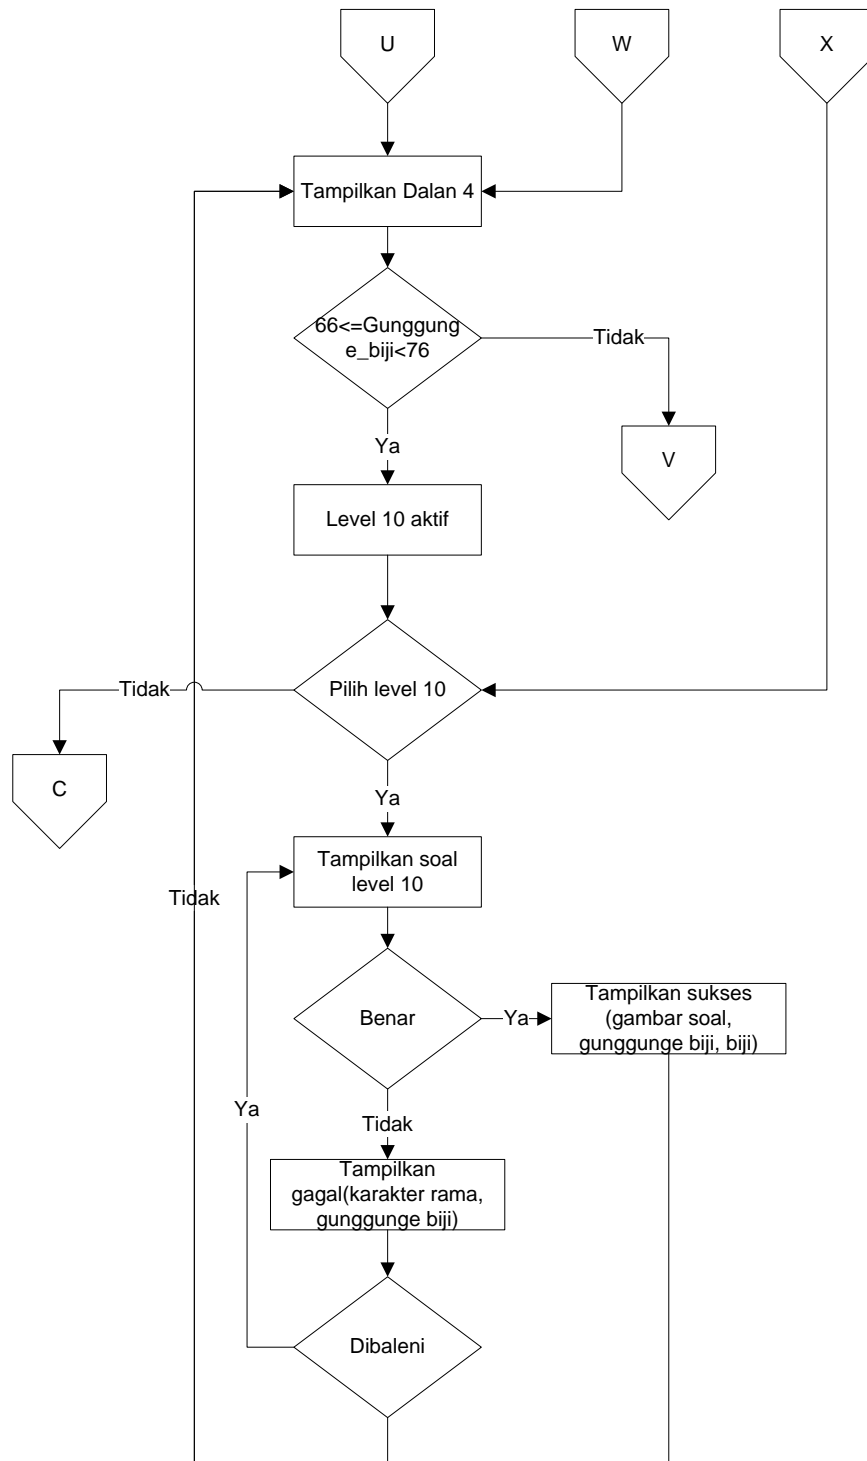 U
W
X
Tampilkan Dalan 4
66<=Gunggung
e_biji<76
Tidak
Ya
V
Level 10 aktif
Pilih level 10
Tidak
C
Ya
Tampilkan soal
level 10
Tidak
Benar
Ya
Tampilkan sukses
(gambar soal,
gunggunge biji, biji)
Ya
Tidak
Tampilkan
gagal(karakter rama,
gunggunge biji)
Dibaleni